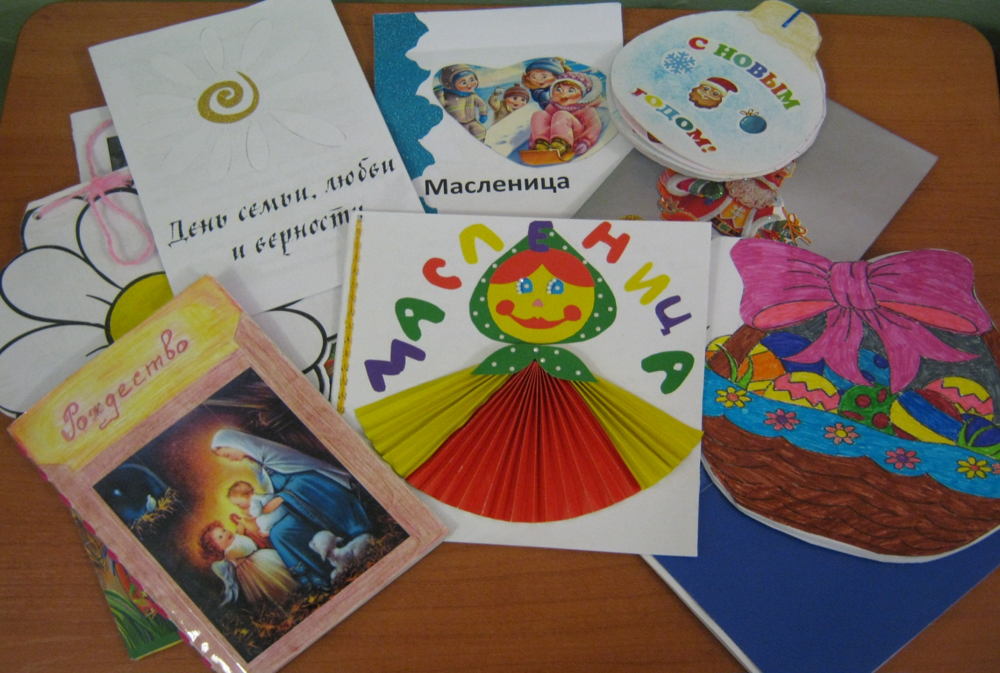 День семьи, любви
и верности
Масленица
С НОВЫМ
ГОДОМ!
МАСЛЕНИЦА
Рождество